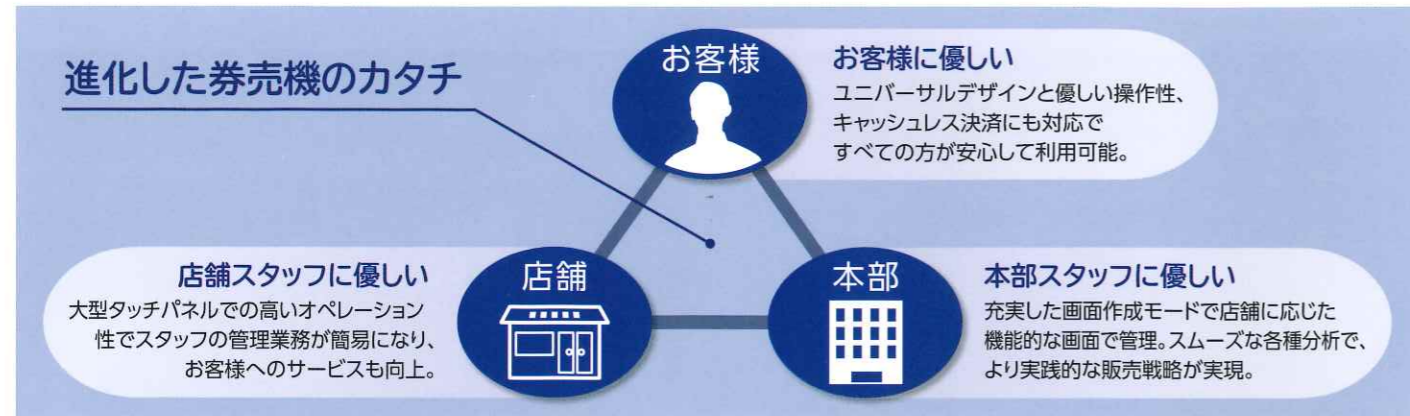 進化した券売機のカタチ
お客様
お客様に優しい
ユニバーサルデザインと優しい操作性、
キャッシュレス決済にも対応で
すべての方が安心して利用可能。
店舗スタッフに優しい
大型タッチパネルでの高いオペレーション
性でスタッフの管理業務が簡易になり、
お客様へのサービスも向上。
店舗
本部
本部スタッフに優しい
充実した画面作成モードで店舗に応じた
機能的な画面で管理。スムーズな各種分析で、
より実践的な販売戦略が実現。